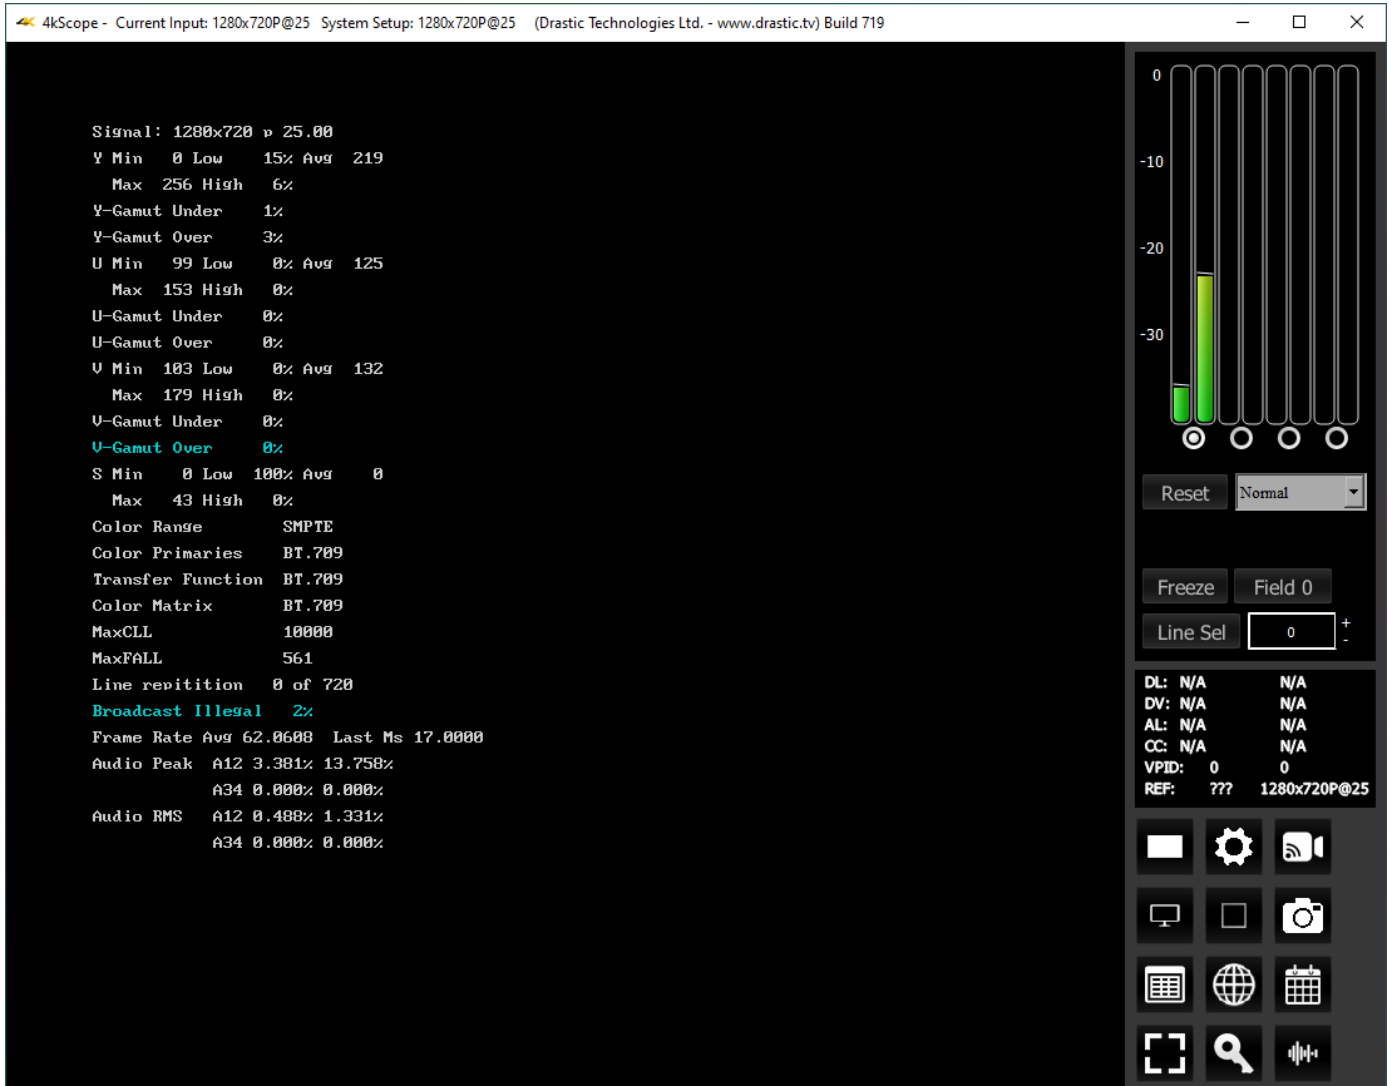 4kScope - Current Input: 1280x720P@25 System Setup: 1280x720P@25 (Drastic Technologies Ltd. - www.drastic.tv) Build 719
Signal: 1280x720 p 25.00
Y Min 0 Low 15% Avg 219
Max 256 High 6%
Y-Gamut Under 1%
Y-Gamut Over 3%
U Min 99 Low 0% Avg 125
Max 153 High 0%
U-Gamut Under 0%
U-Gamut Over 0%
V Min 103 Low 0% Avg 132
Max 179 High 0%
V-Gamut Under 0%
V-Gamut Over 0%
S Min 0 Low 100% Avg 0
Max 43 High 0%
Color Range SMPTE
Color Primaries BT.709
Transfer Function BT.709
Color Matrix BT.709
MaxCLL 10000
MaxFALL 561
Line repitition 0 of 720
Broadcast Illegal 2%
Frame Rate Avg 62.0608 Last Ms 17.0000
Audio Peak A12 3.381% 13.758%
A34 0.000% 0.000%
Audio RMS A12 0.488% 1.331%
A34 0.000% 0.000%
0
-10
-20
-30
Reset Normal
Freeze Field 0
Line Sel 0 + -
DL: N/A N/A
DV: N/A N/A
AL: N/A N/A
CC: N/A N/A
VPID: 0 0
REF: ??? 1280x720P@25